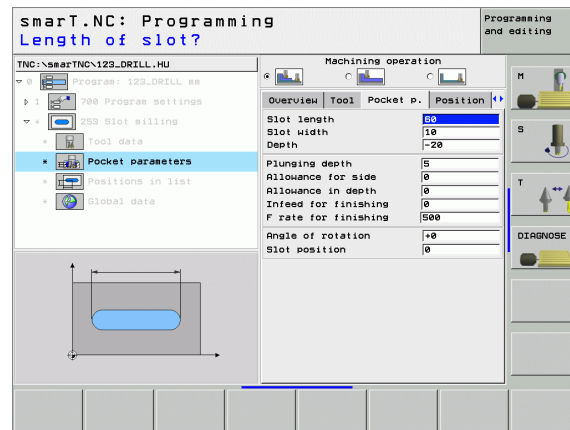 smarT.NC: Programming
Length of slot?
Programming
and editing
TNC:\smarTNC\123_DRILL.HU
0 Program: 123_DRILL mm
1 700 Program settings
* 253 Slot milling
* Tool data
* Pocket parameters
* Positions in list
* Global data
Machining operation
Overview Tool Pocket p. Position
Slot length 60
Slot width 10
Depth -20
Plunging depth 5
Allowance for side 0
Allowance in depth 0
Infeed for finishing 0
F rate for finishing 500
Angle of rotation +0
Slot position 0
M
S
T
DIAGNOSE